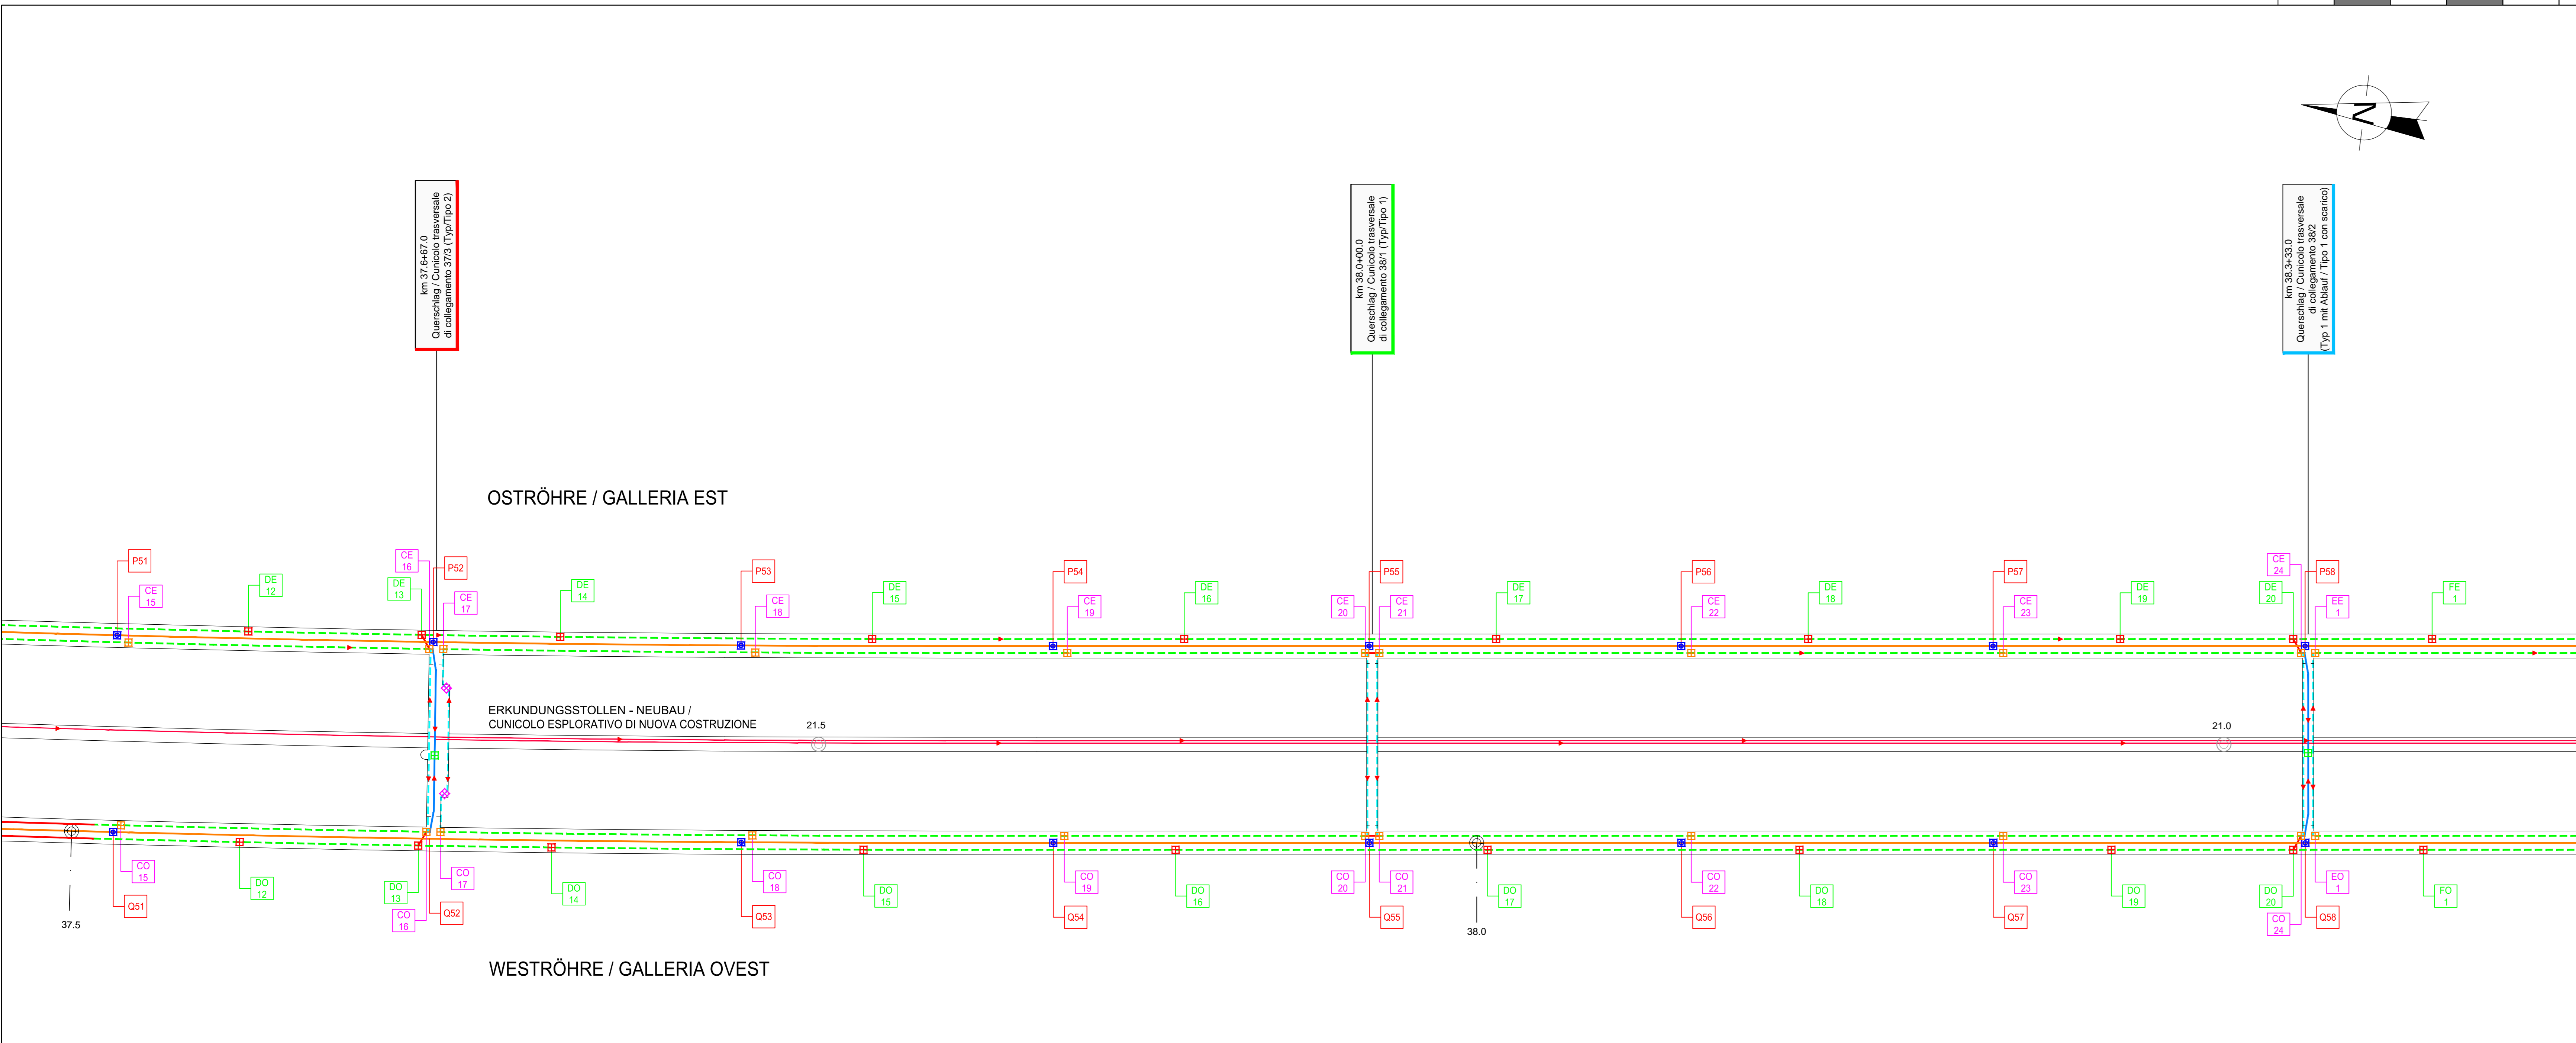 N
km 37.6+67.0
Querschlag / Cunicolo trasversale
di collegamento 37/3 (Typ/Tipo 2)
km 38.0+00.0
Querschlag / Cunicolo trasversale
di collegamento 38/1 (Typ/Tipo 1)
km 38.3+33.0
Querschlag / Cunicolo trasversale
di collegamento 38/2
(Typ 1 mit Ablauf / Tipo 1 con scarico)
OSTRÖHRE / GALLERIA EST
P51
CE
15
DE
12
CE
16
DE
13
P52
CE
17
DE
14
P53
CE
18
DE
15
P54
CE
19
DE
16
CE
20
P55
CE
21
DE
17
P56
CE
22
DE
18
P57
CE
23
DE
19
CE
24
DE
20
P58
EE
1
FE
1
ERKUNDUNGSSTOLLEN - NEUBAU /
CUNICOLO ESPLORATIVO DI NUOVA COSTRUZIONE
21.5
21.0
37.5
CO
15
Q51
DO
12
DO
13
CO
16
CO
17
Q52
DO
14
CO
18
Q53
DO
15
CO
19
Q54
DO
16
CO
20
CO
21
Q55
38.0
DO
17
CO
22
Q56
DO
18
CO
23
Q57
DO
19
DO
20
CO
24
EO
1
Q58
FO
1
WESTRÖHRE / GALLERIA OVEST